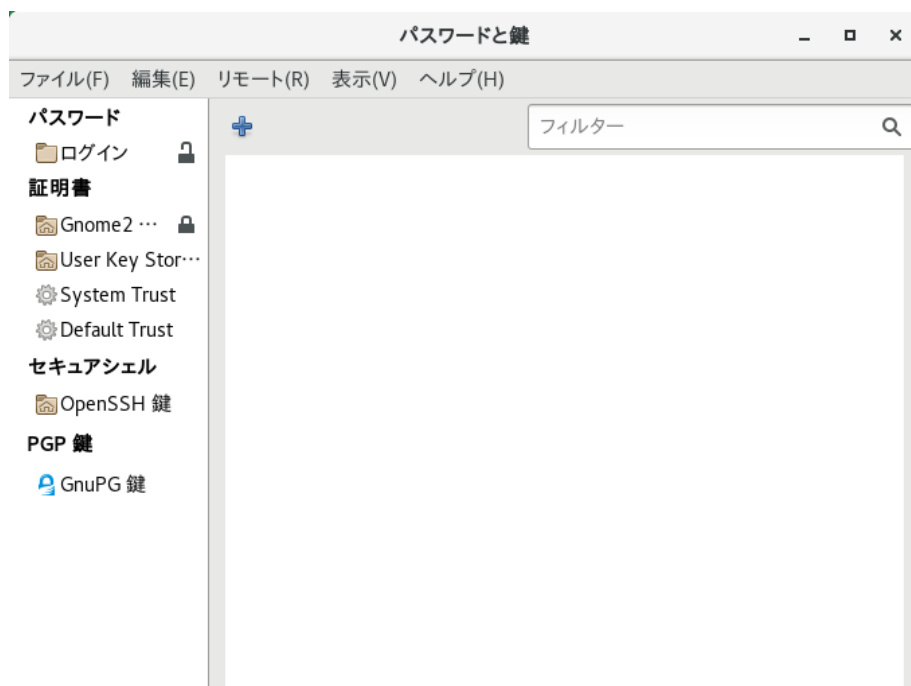 パスワードと鍵
ファイル(F) 編集(E) リモート(R) 表示(V) ヘルプ(H)
パスワード
ログイン
証明書
Gnome2 …
User Key Stor…
System Trust
Default Trust
セキュアシェル
OpenSSH 鍵
PGP 鍵
GnuPG 鍵
フィルター